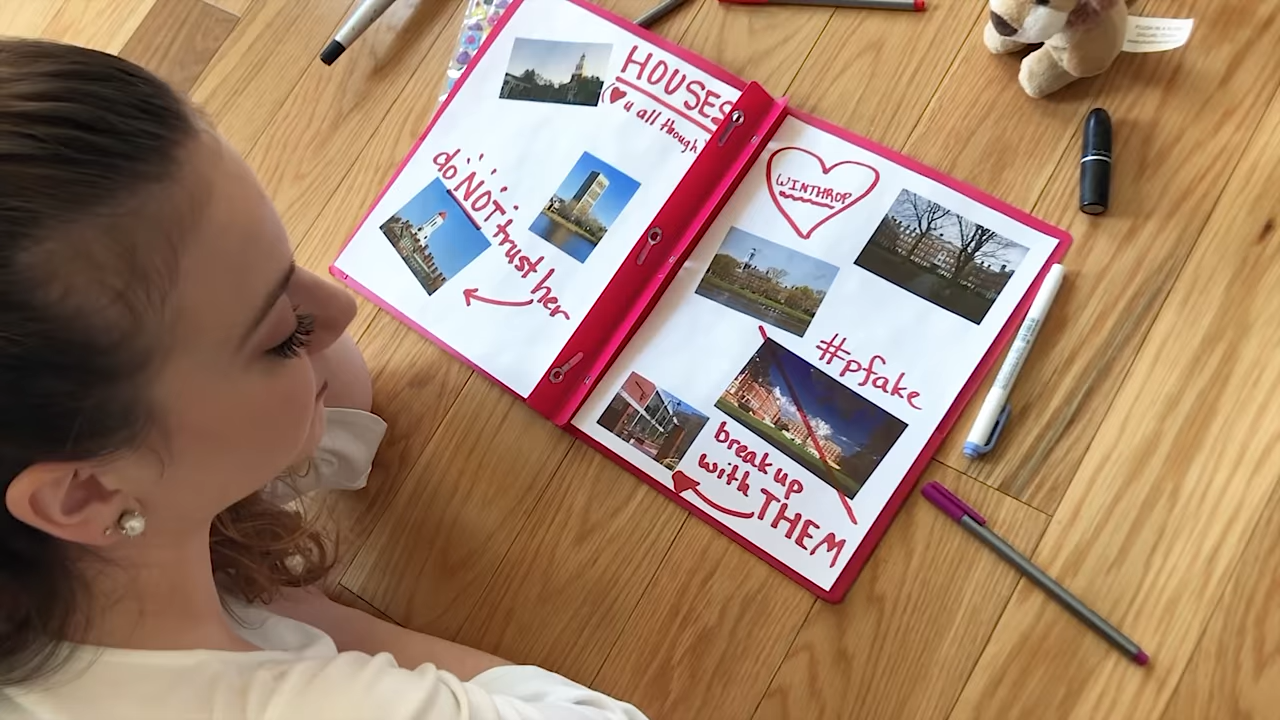 HOUSES
(♥ u all though)
do NOT trust her
WINTHROP
#pfake
break up
with THEM